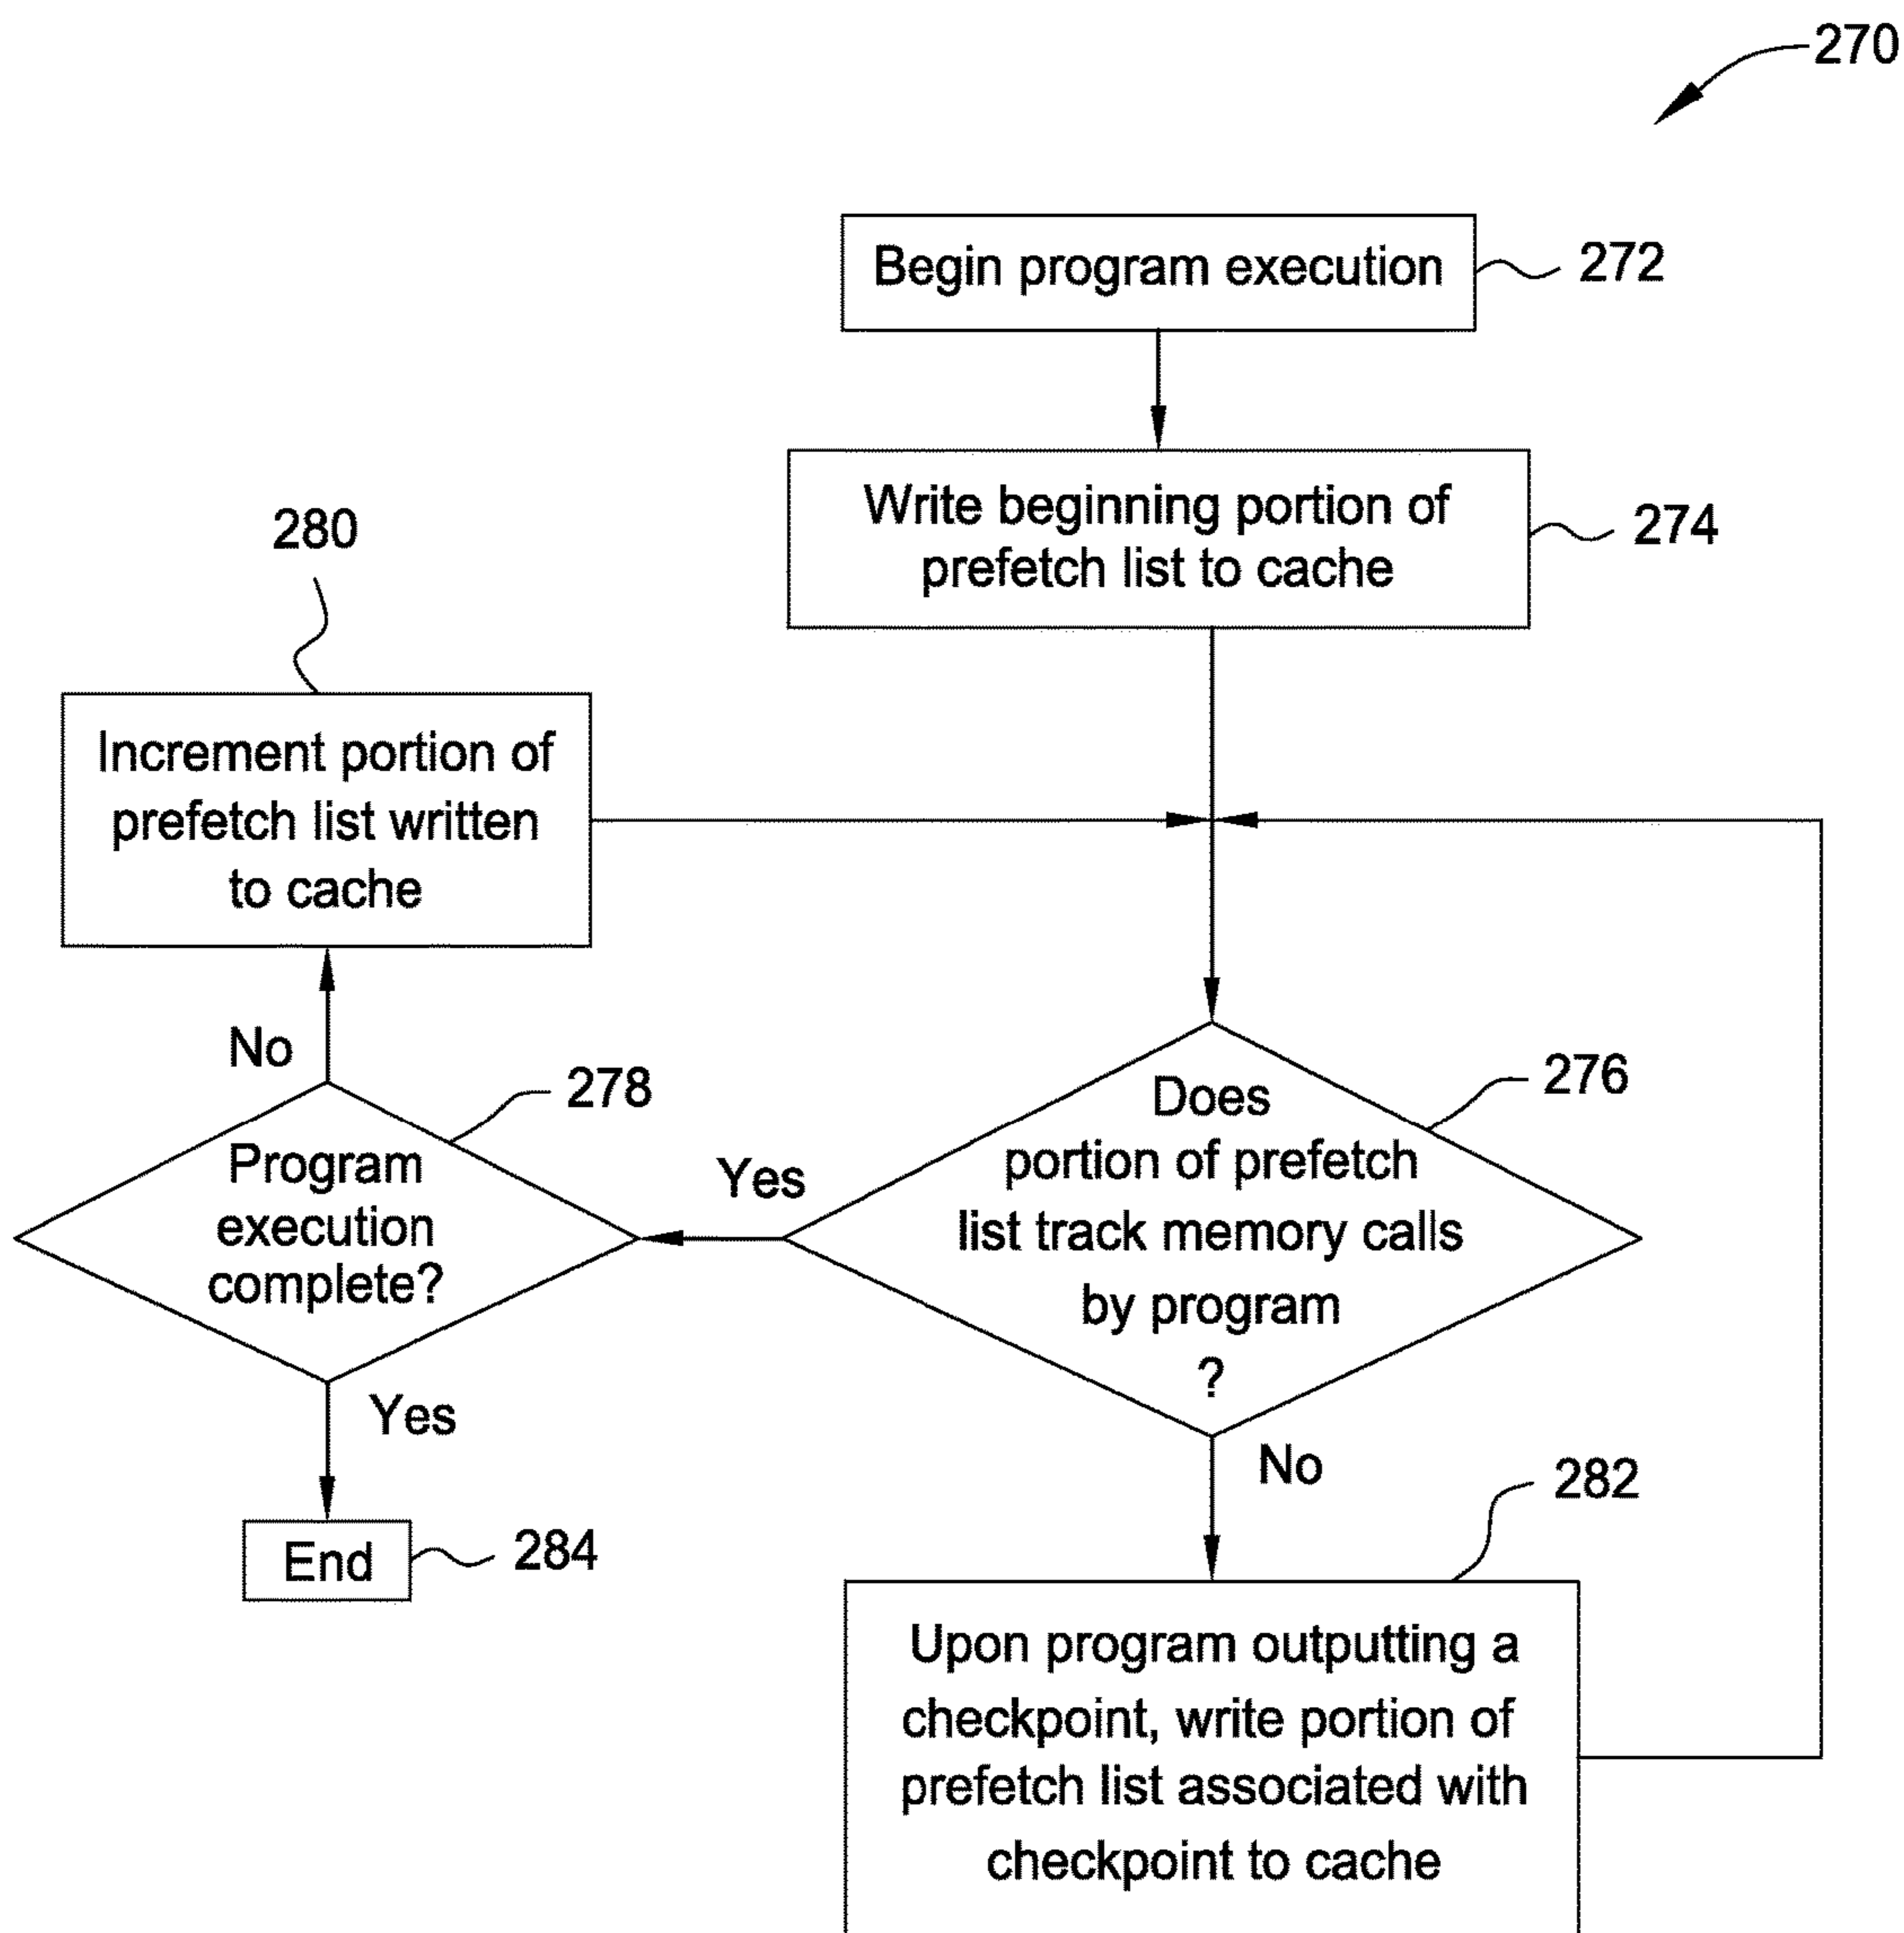 270
Begin program execution
272
Write beginning portion of
prefetch list to cache
274
280
Increment portion of
prefetch list written
to cache
No
278
Program
execution
complete?
Yes
276
Does
portion of prefetch
list track memory calls
by program
?
Yes
No
End
284
282
Upon program outputting a
checkpoint, write portion of
prefetch list associated with
checkpoint to cache